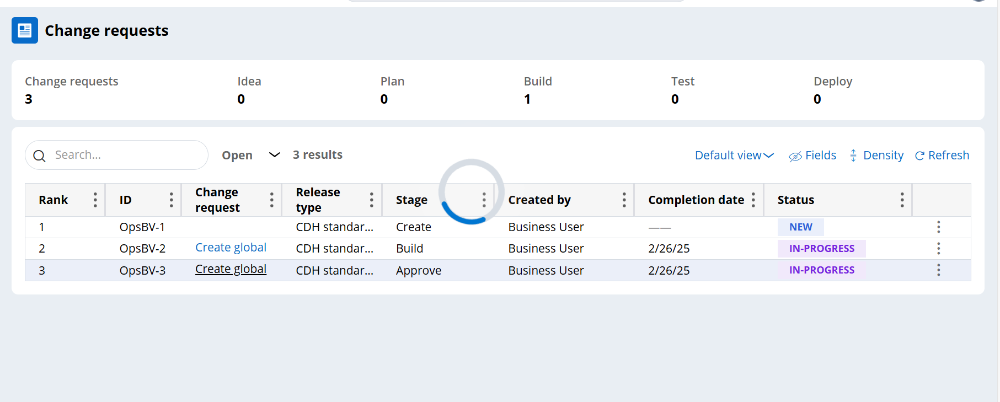 Change requests
Change requests Idea Plan Build Test Deploy
3 0 0 1 0 0
Search... Open 3 results Default view Fields Density Refresh
Rank ID Change request Release type Stage Created by Completion date Status
1 OpsBV-1 CDH standar... Create Business User —— NEW
2 OpsBV-2 Create global CDH standar... Build Business User 2/26/25 IN-PROGRESS
3 OpsBV-3 Create global CDH standar... Approve Business User 2/26/25 IN-PROGRESS